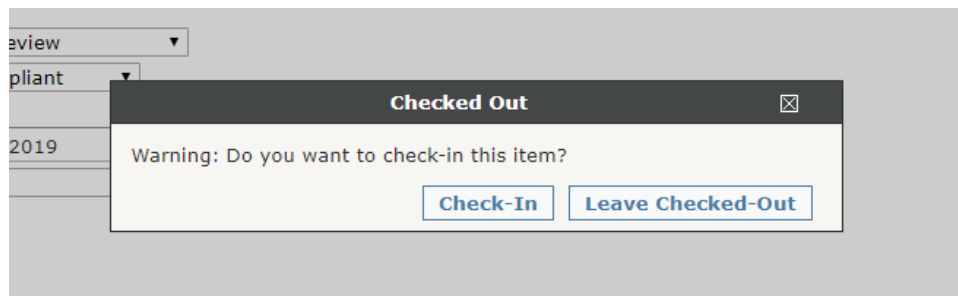 eview
pliant
Checked Out
2019
Warning: Do you want to check-in this item?
Check-In Leave Checked-Out